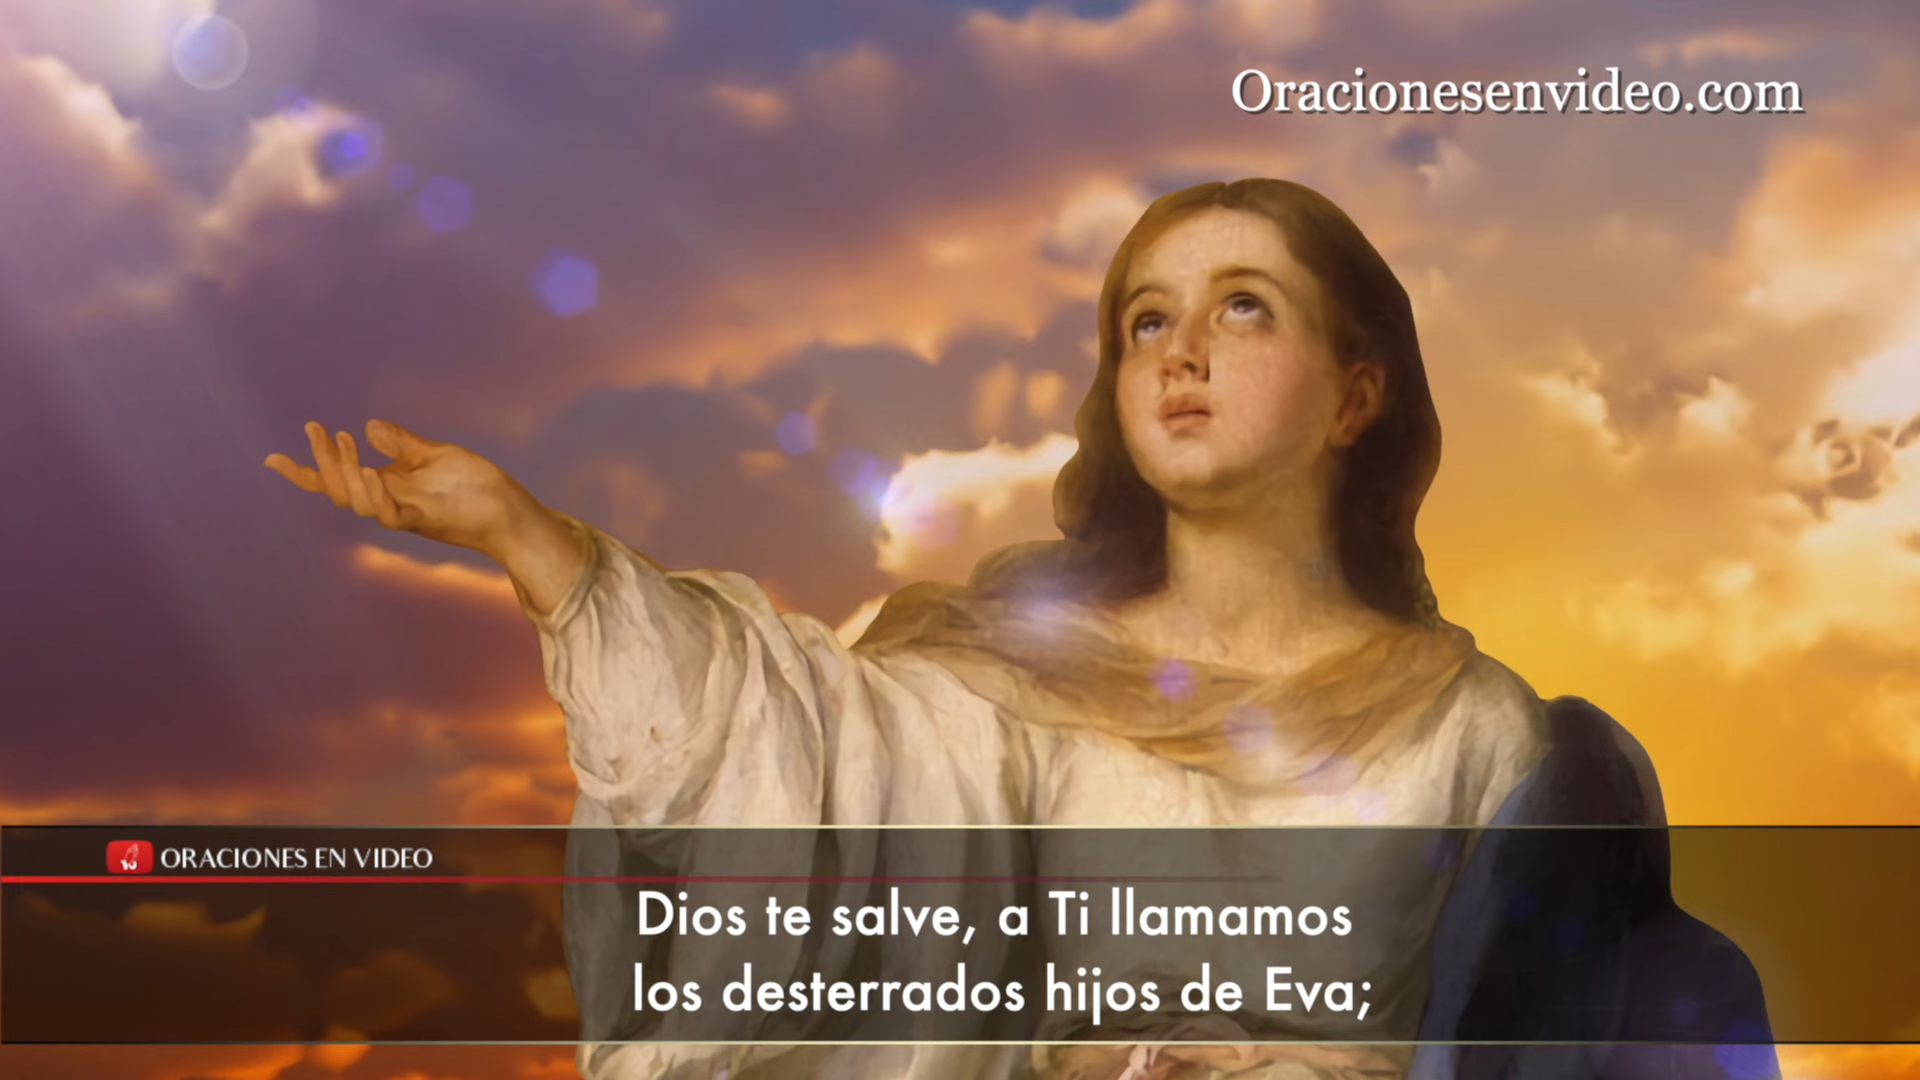 Oracionesenvideo.com
ORACIONES EN VIDEO
Dios te salve, a Ti llamamos
los desterrados hijos de Eva;